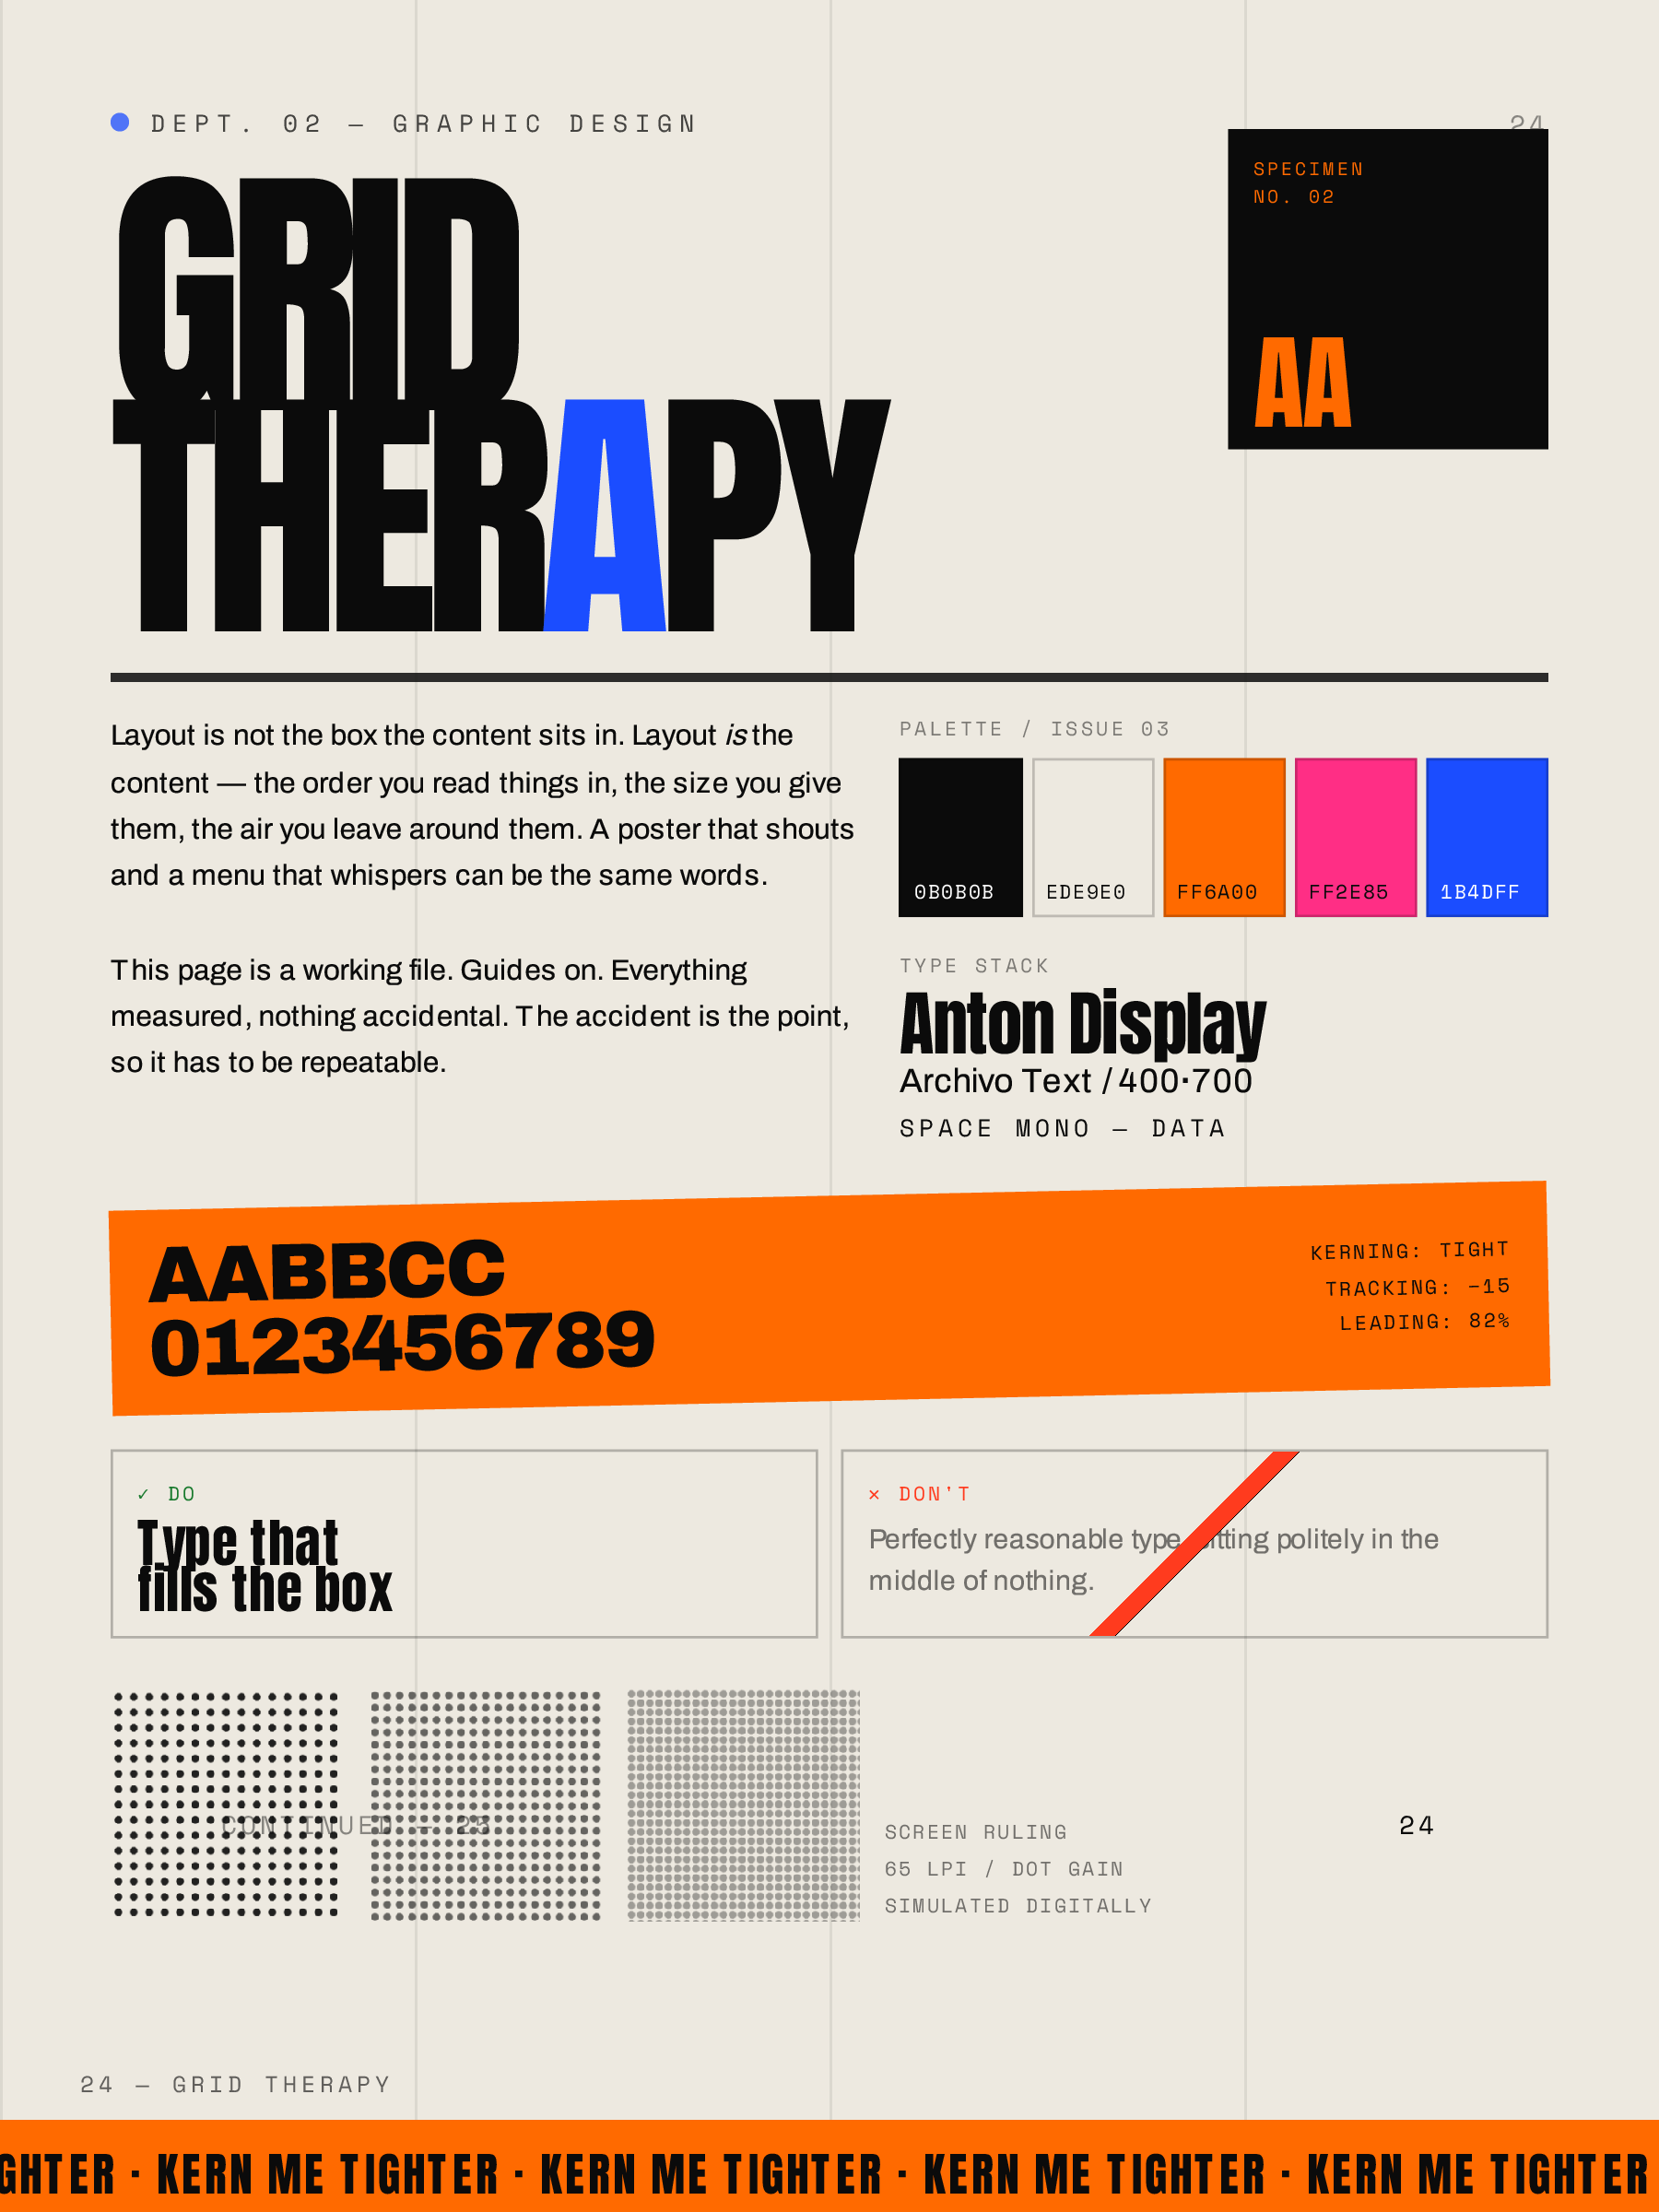 DEPT. 02 — GRAPHIC DESIGN
24
SPECIMEN
NO. 02
AA
GRID
THERAPY
Layout is not the box the content sits in. Layout is the
content — the order you read things in, the size you give
them, the air you leave around them. A poster that shouts
and a menu that whispers can be the same words.
This page is a working file. Guides on. Everything
measured, nothing accidental. The accident is the point,
so it has to be repeatable.
PALETTE / ISSUE 03
0B0B0B EDE9E0 FF6A00 FF2E85 1B4DFF
TYPE STACK
Anton Display
Archivo Text / 400·700
SPACE MONO — DATA
AABBCC
0123456789
KERNING: TIGHT
TRACKING: −15
LEADING: 82%
✓ DO
Type that
fills the box
× DON'T
Perfectly reasonable type sitting politely in the
middle of nothing.
CONTINUED — 25
SCREEN RULING
65 LPI / DOT GAIN
SIMULATED DIGITALLY
24
24 — GRID THERAPY
GHTER · KERN ME TIGHTER · KERN ME TIGHTER · KERN ME TIGHTER · KERN ME TIGHTER